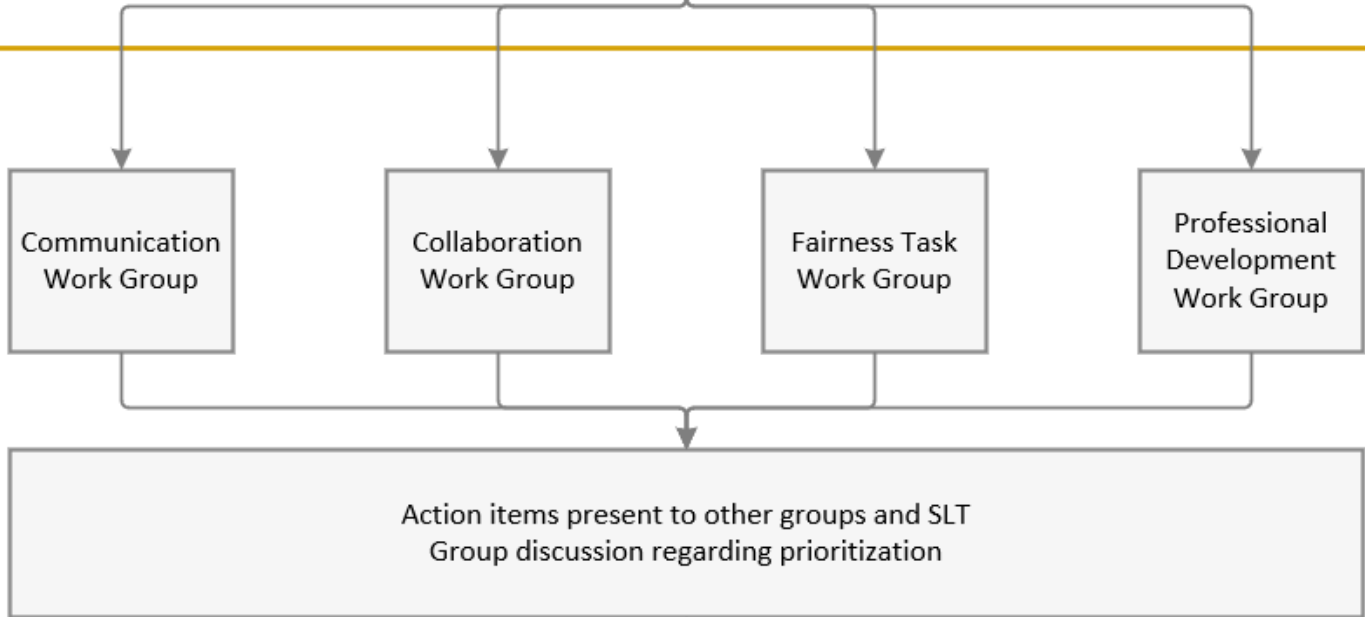 Communication
Work Group
Collaboration
Work Group
Fairness Task
Work Group
Professional
Development
Work Group
Action items present to other groups and SLT
Group discussion regarding prioritization